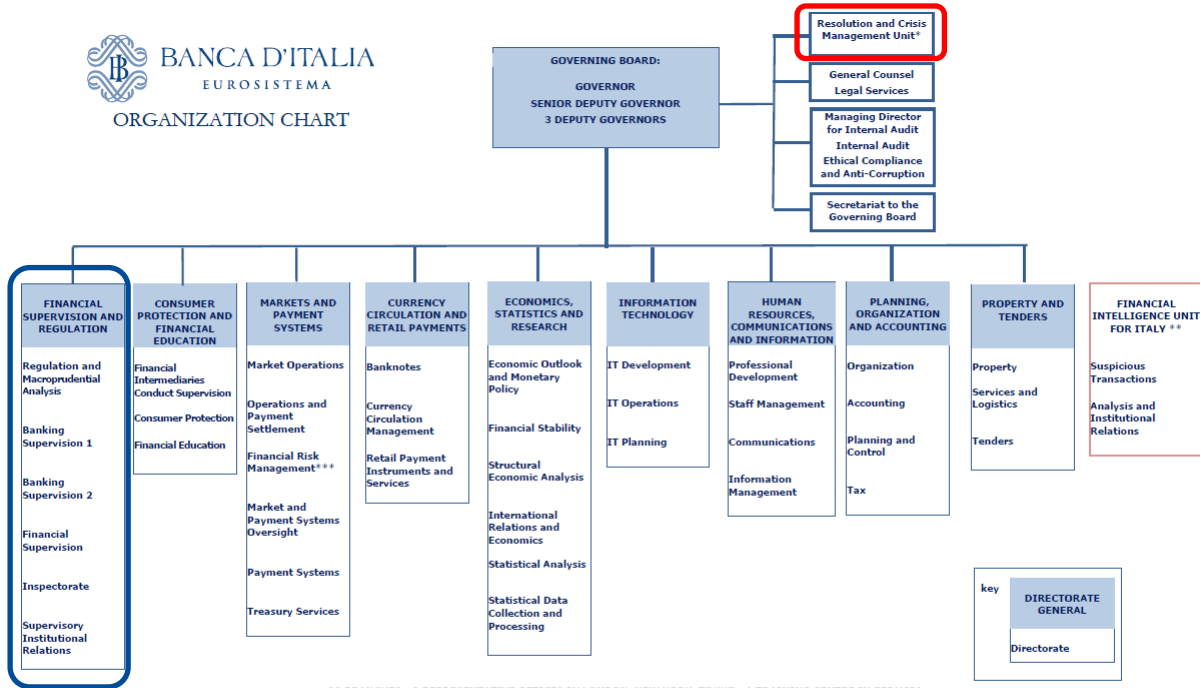 BANCA D'ITALIA
EUROSISTEMA
ORGANIZATION CHART
GOVERNING BOARD:
GOVERNOR
SENIOR DEPUTY GOVERNOR
3 DEPUTY GOVERNORS
Resolution and Crisis
Management Unit*
General Counsel
Legal Services
Managing Director
for Internal Audit
Internal Audit
Ethical Compliance
and Anti-Corruption
Secretariat to the
Governing Board
FINANCIAL
SUPERVISION AND
REGULATION
Regulation and
Macroprudential
Analysis
Banking
Supervision 1
Banking
Supervision 2
Financial
Supervision
Inspectorate
Supervisory
Institutional
Relations
CONSUMER
PROTECTION AND
FINANCIAL
EDUCATION
Financial
Intermediaries
Conduct Supervision
Consumer Protection
Financial Education
MARKETS AND
PAYMENT
SYSTEMS
Market Operations
Operations and
Payment
Settlement
Financial Risk
Management***
Market and
Payment Systems
Oversight
Payment Systems
Treasury Services
CURRENCY
CIRCULATION AND
RETAIL PAYMENTS
Banknotes
Currency
Circulation
Management
Retail Payment
Instruments and
Services
ECONOMICS,
STATISTICS AND
RESEARCH
Economic Outlook
and Monetary
Policy
Financial Stability
Structural
Economic Analysis
International
Relations and
Economics
Statistical Analysis
Statistical Data
Collection and
Processing
INFORMATION
TECHNOLOGY
IT Development
IT Operations
IT Planning
HUMAN
RESOURCES,
COMMUNICATIONS
AND INFORMATION
Professional
Development
Staff Management
Communications
Information
Management
PLANNING,
ORGANIZATION
AND ACCOUNTING
Organization
Accounting
Planning and
Control
Tax
PROPERTY AND
TENDERS
Property
Services and
Logistics
Tenders
FINANCIAL
INTELLIGENCE UNIT
FOR ITALY **
Suspicious
Transactions
Analysis and
Institutional
Relations
key
DIRECTORATE
GENERAL
Directorate